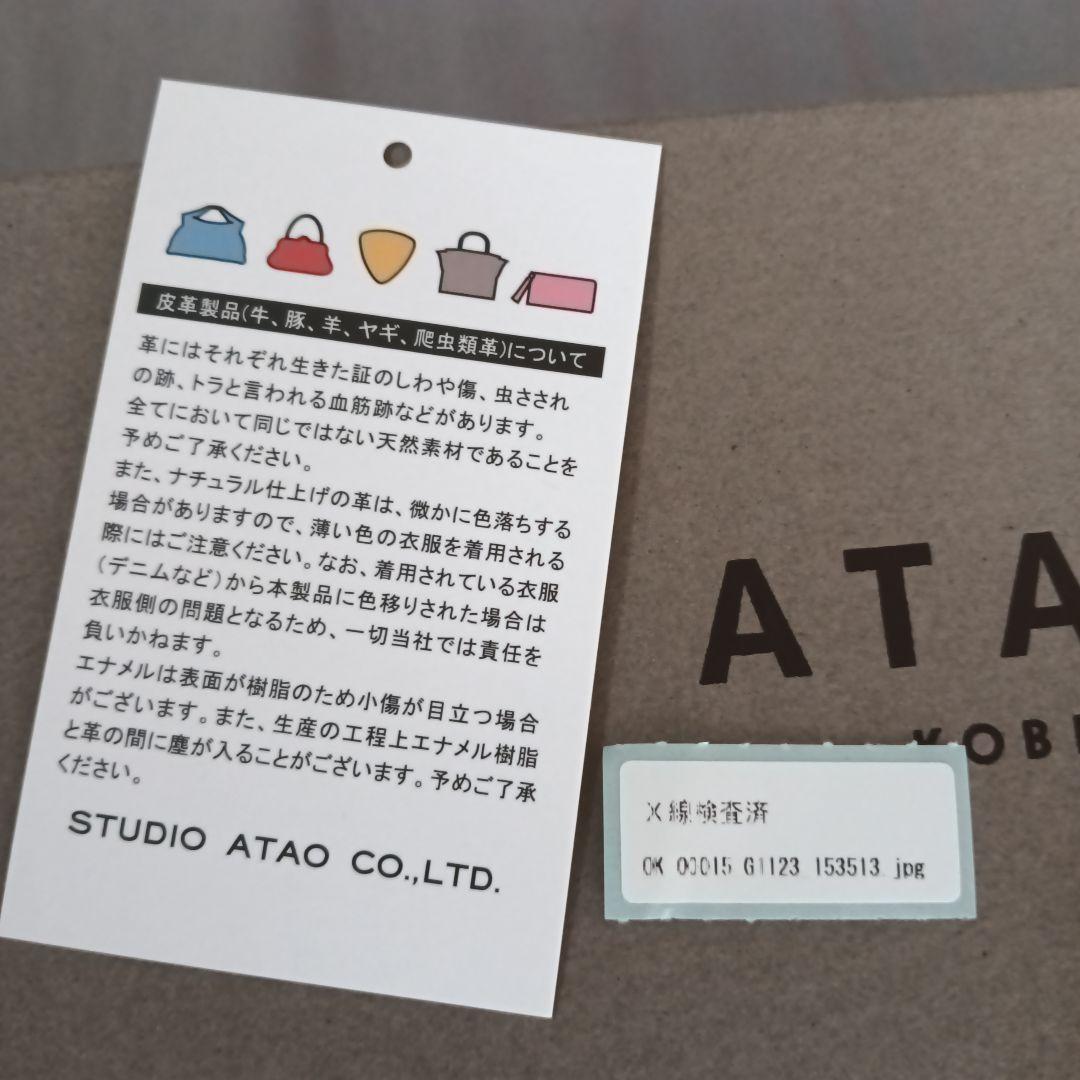 皮革製品(牛、豚、羊、ヤギ、爬虫類革)について
革にはそれぞれ生きた証のしわや傷、虫さされ
の跡、トラと言われる血筋跡などがあります。
全てにおいて同じではない天然素材であることを
予めご了承ください。
また、ナチュラル仕上げの革は、微かに色落ちする
場合がありますので、薄い色の衣服を着用される
際にはご注意ください。なお、着用されている衣服
(デニムなど)から本製品に色移りされた場合は
衣服側の問題となるため、一切当社では責任を
負いかねます。
エナメルは表面が樹脂のため小傷が目立つ場合
がございます。また、生産の工程上エナメル樹脂
と革の間に塵が入ることがございます。予めご了承
ください。
STUDIO ATAO CO.,LTD.
ATA
KOBE
X線検査済
OK 00015 G1123 153513.jpg